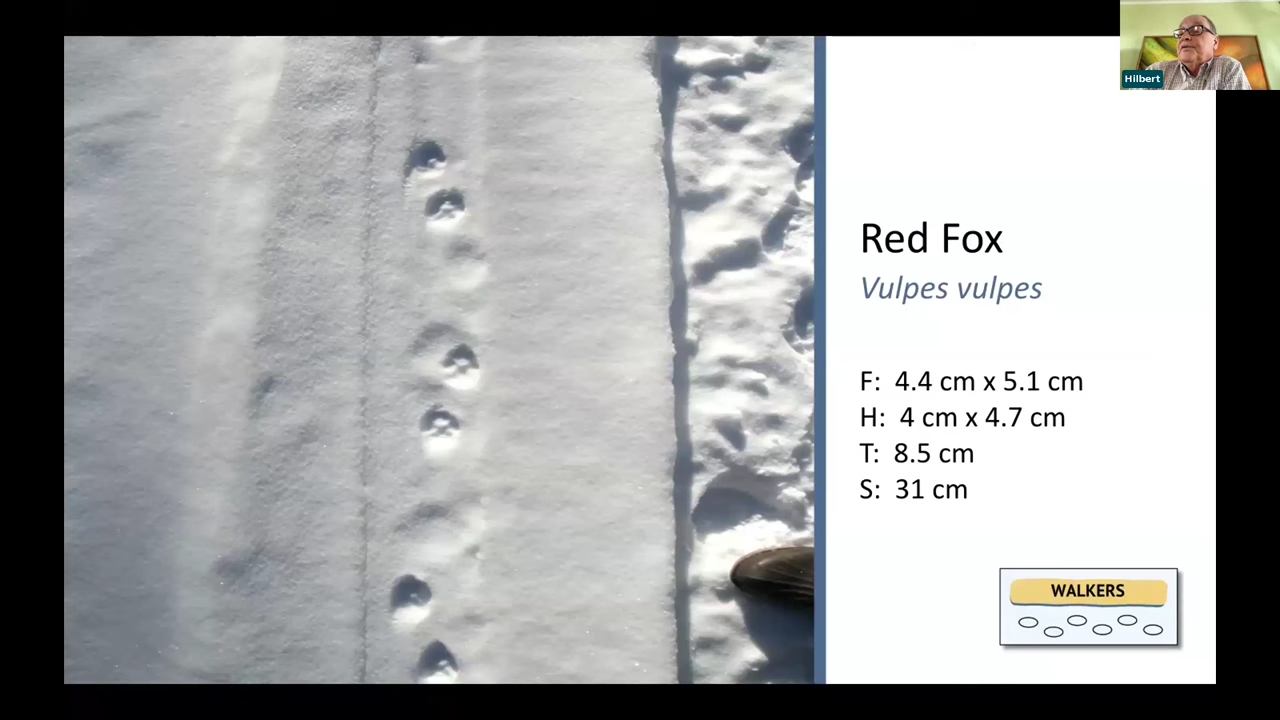 Hilbert
Red Fox
Vulpes vulpes
F: 4.4 cm x 5.1 cm
H: 4 cm x 4.7 cm
T: 8.5 cm
S: 31 cm
WALKERS